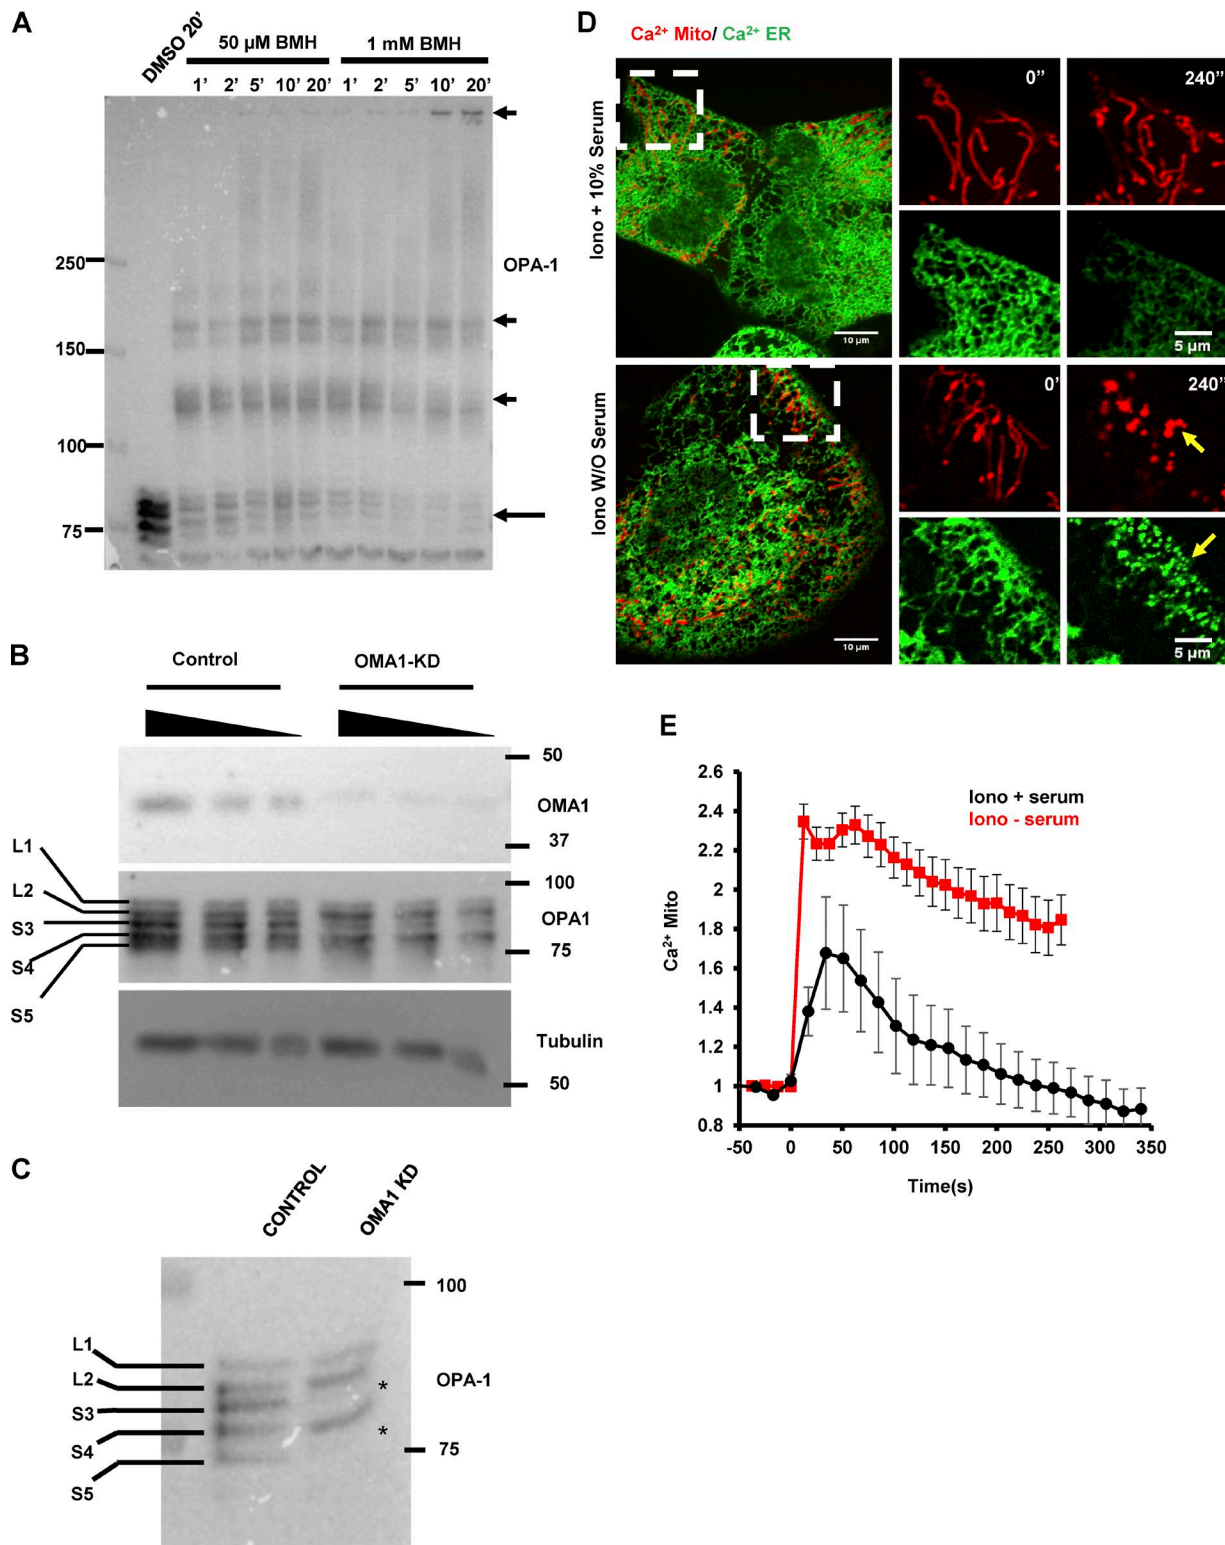 A
DMSO 20’
50 µM BMH
1 mM BMH
1’ 2’ 5’ 10’ 20’ 1’ 2’ 5’ 10’ 20’
250
150
100
75
OPA-1
B
Control
OMA1-KD
50
OMA1
37
L1
L2
S3
S4
S5
100
OPA1
75
Tubulin
50
C
CONTROL
OMA1 KD
100
L1
L2
S3
S4
S5
OPA-1
*
*
75
D
Ca²⁺ Mito/ Ca²⁺ ER
Iono + 10% Serum
0’’
240’’
10 µm
5 µm
Iono W/O Serum
0’
240’’
10 µm
5 µm
E
Iono + serum
Iono - serum
Ca²⁺ Mito
2.6
2.4
2.2
2
1.8
1.6
1.4
1.2
1
0.8
-50 0 50 100 150 200 250 300 350
Time(s)